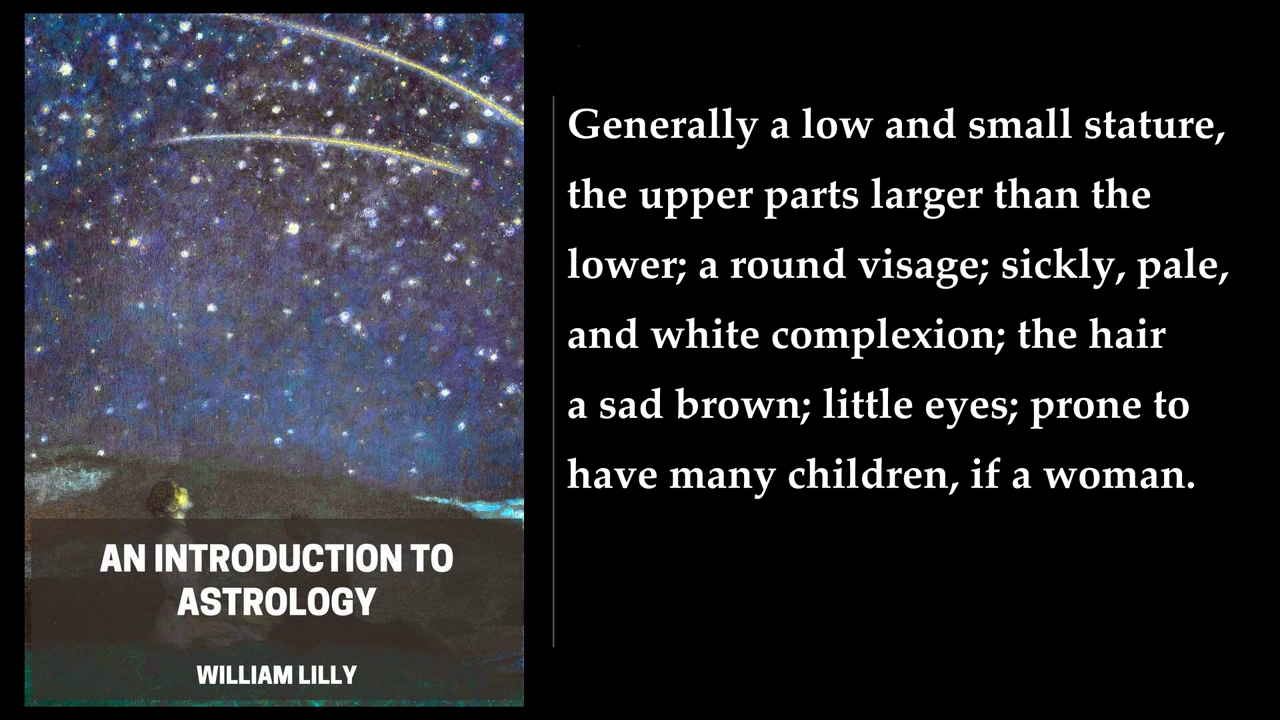 AN INTRODUCTION TO
ASTROLOGY
WILLIAM LILLY
Generally a low and small stature,
the upper parts larger than the
lower; a round visage; sickly, pale,
and white complexion; the hair
a sad brown; little eyes; prone to
have many children, if a woman.